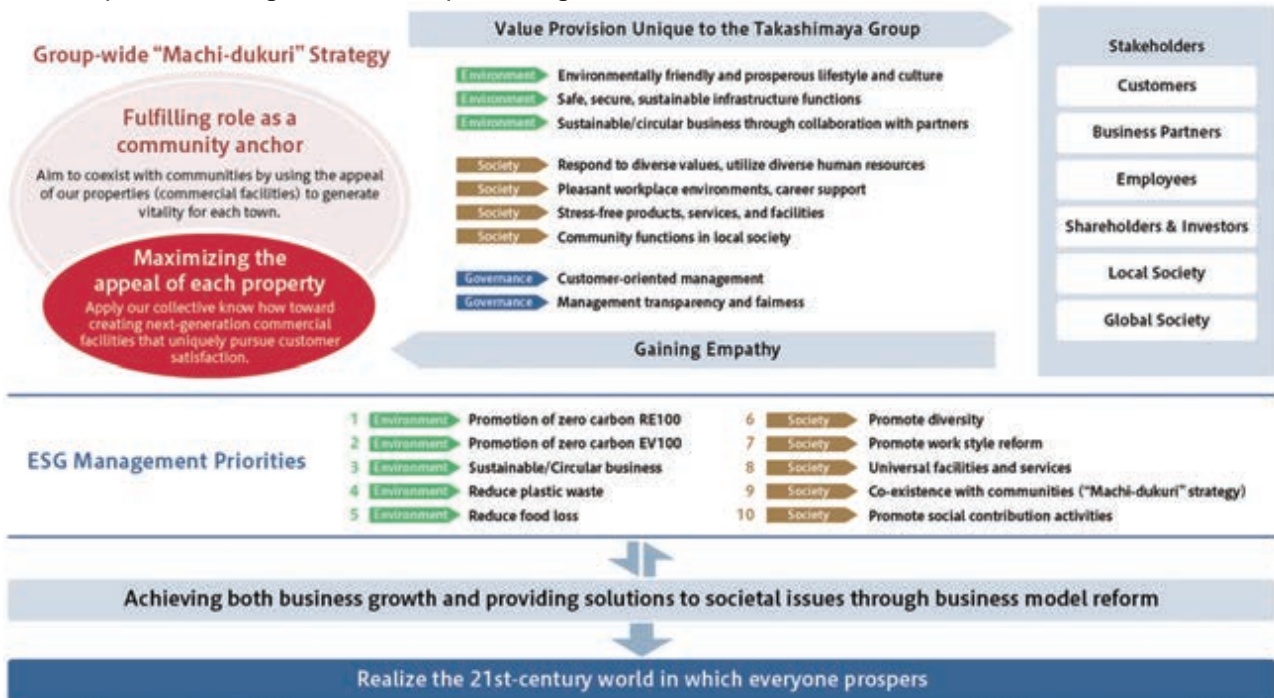 Group-wide "Machi-dukuri" Strategy
Fulfilling role as a
community anchor
Aim to coexist with communities by using the appeal
of our properties (commercial facilities) to generate
vitality for each town.
Maximizing the
appeal of each property
Apply our collective know how toward
creating next-generation commercial
facilities that uniquely pursue customer
satisfaction.
Value Provision Unique to the Takashimaya Group
Environment Environmentally friendly and prosperous lifestyle and culture
Environment Safe, secure, sustainable infrastructure functions
Environment Sustainable/circular business through collaboration with partners
Society Respond to diverse values, utilize diverse human resources
Society Pleasant workplace environments, career support
Society Stress-free products, services, and facilities
Society Community functions in local society
Governance Customer-oriented management
Governance Management transparency and fairness
Gaining Empathy
Stakeholders
Customers
Business Partners
Employees
Shareholders & Investors
Local Society
Global Society
ESG Management Priorities
1 Environment Promotion of zero carbon RE100
2 Environment Promotion of zero carbon EV100
3 Environment Sustainable/Circular business
4 Environment Reduce plastic waste
5 Environment Reduce food loss
6 Society Promote diversity
7 Society Promote work style reform
8 Society Universal facilities and services
9 Society Co-existence with communities ("Machi-dukuri" strategy)
10 Society Promote social contribution activities
Achieving both business growth and providing solutions to societal issues through business model reform
Realize the 21st-century world in which everyone prospers